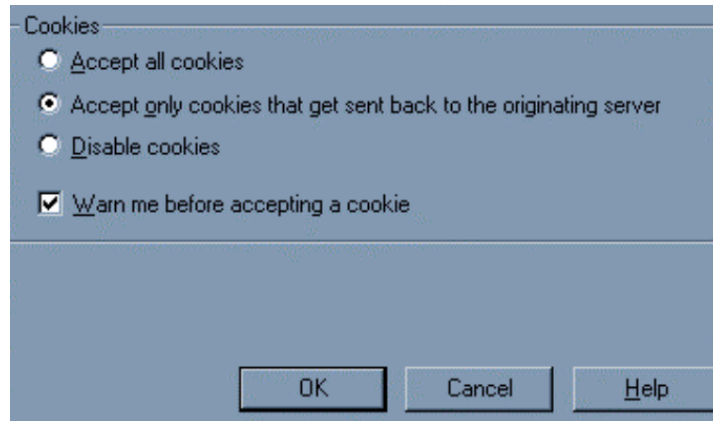 Cookies
Accept all cookies
Accept only cookies that get sent back to the originating server
Disable cookies
Warn me before accepting a cookie
OK Cancel Help